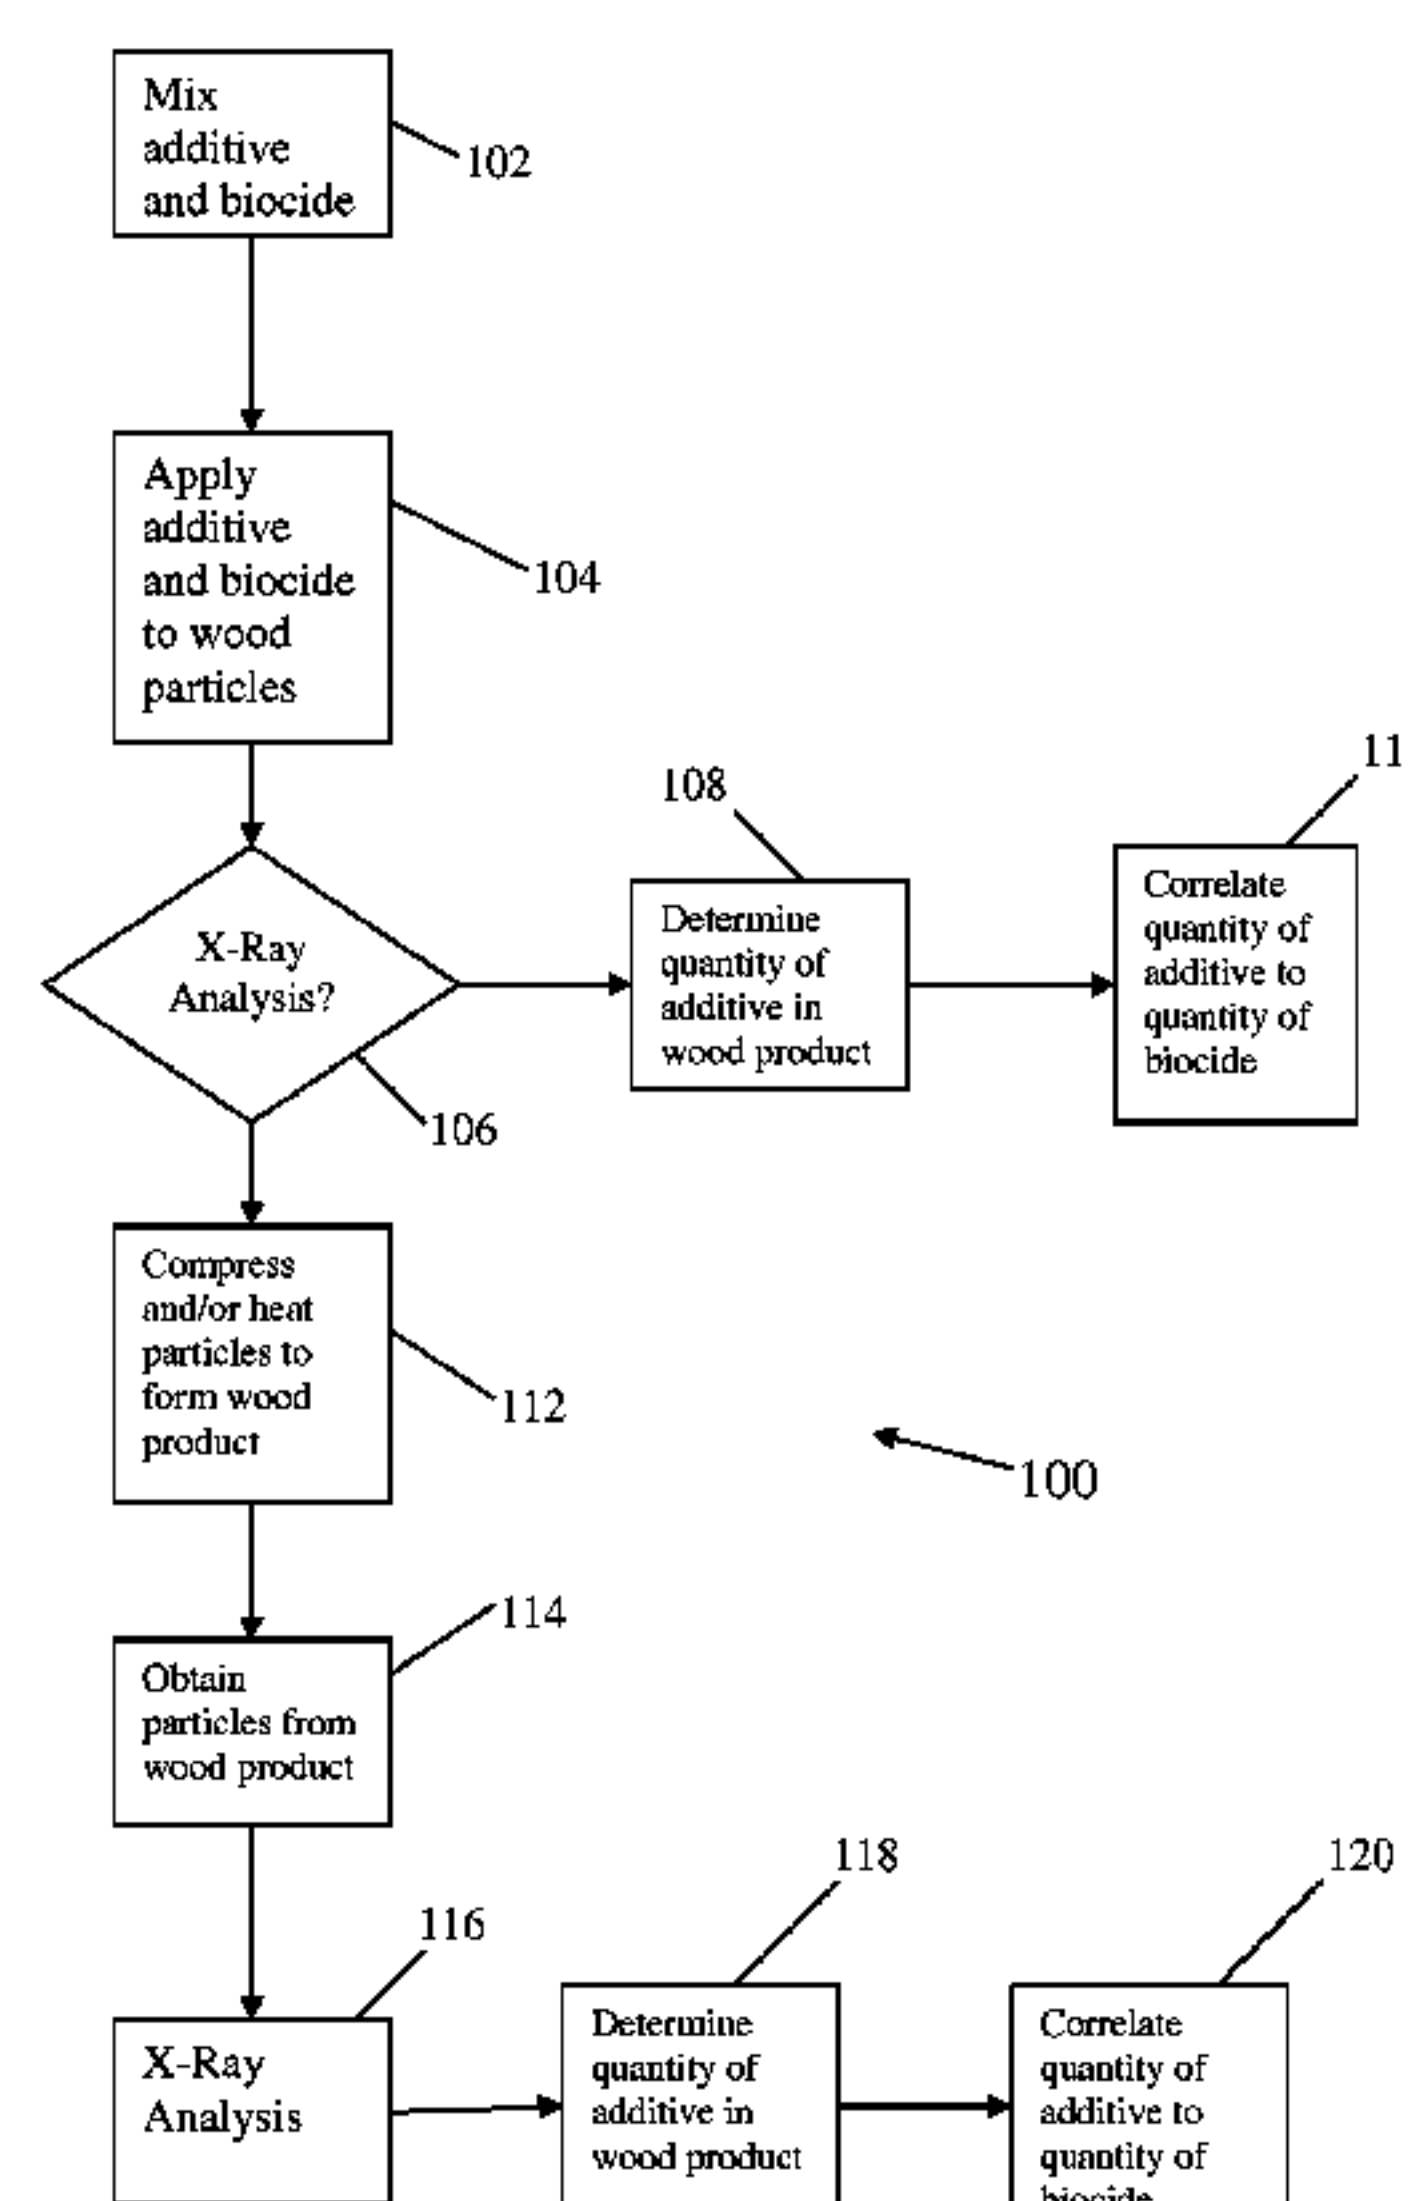 Mix
additive
and biocide
102
Apply
additive
and biocide
to wood
particles
104
X-Ray
Analysis?
106
108
Determine
quantity of
additive in
wood product
11
Correlate
quantity of
additive to
quantity of
biocide
Compress
and/or heat
particles to
form wood
product
112
100
114
Obtain
particles from
wood product
116
X-Ray
Analysis
118
Determine
quantity of
additive in
wood product
120
Correlate
quantity of
additive to
quantity of
biocide